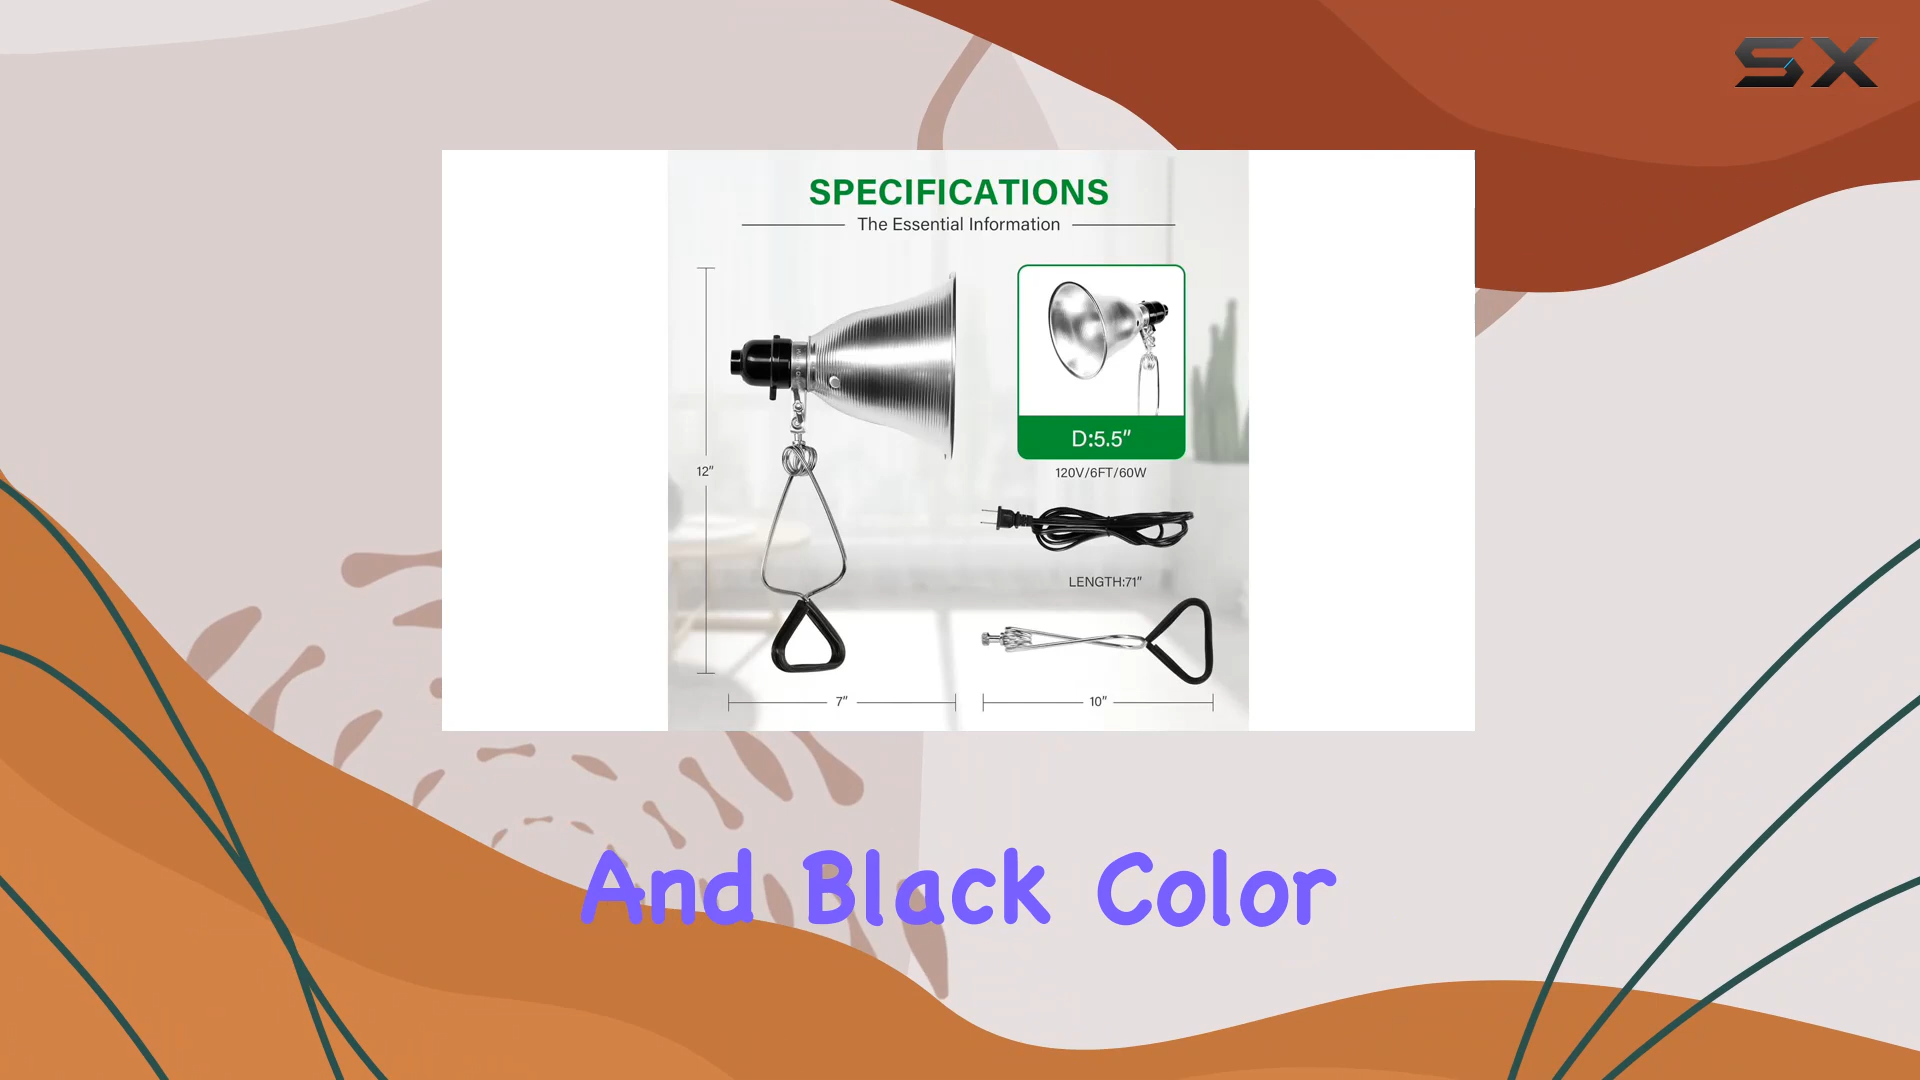 SX
SPECIFICATIONS
The Essential Information
D:5.5"
120V/6FT/60W
12"
LENGTH:71"
7"
10"
And Black Color